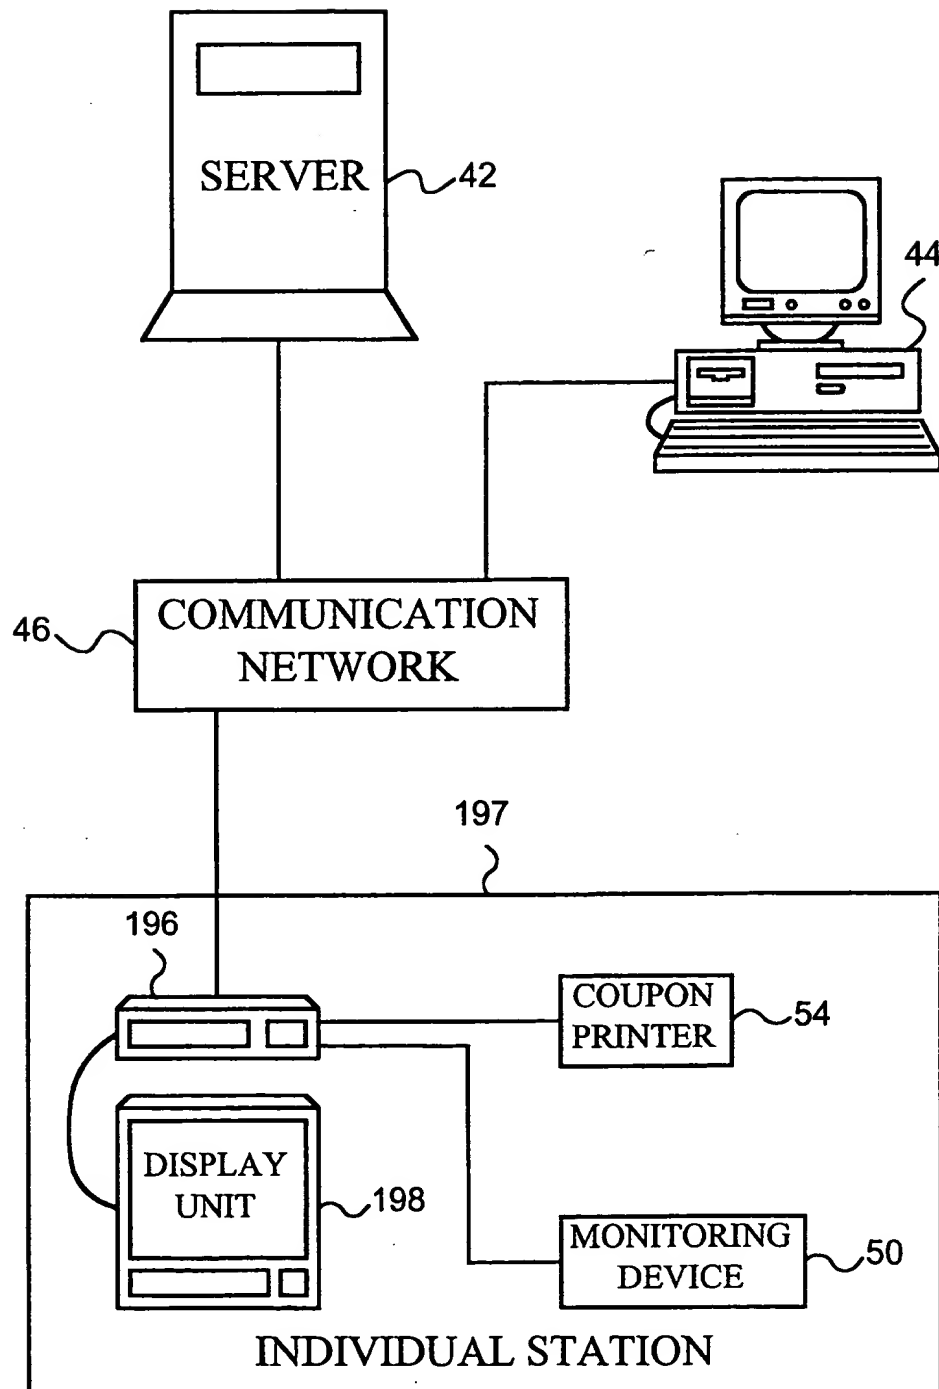 SERVER
42
44
COMMUNICATION
NETWORK
46
197
196
COUPON
PRINTER
54
DISPLAY
UNIT
198
MONITORING
DEVICE
50
INDIVIDUAL STATION